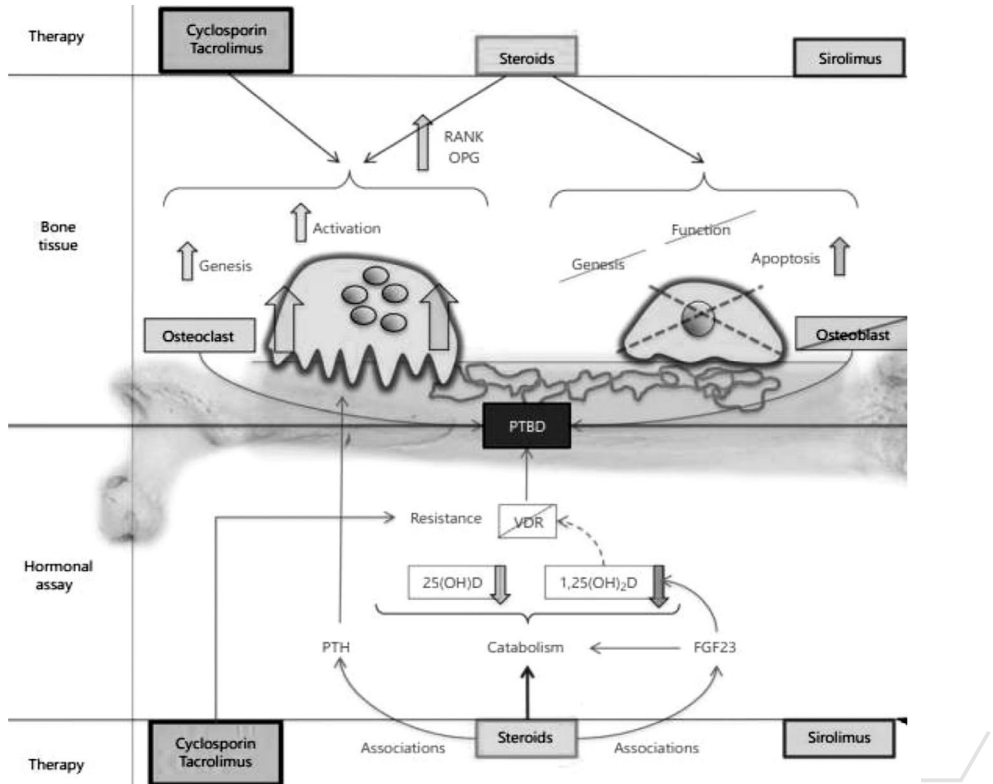 Therapy
Cyclosporin
Tacrolimus
Steroids
Sirolimus
RANK
OPG
Bone
tissue
Activation
Genesis
Function
Genesis
Apoptosis
Osteoclast
Osteoblast
PTBD
Resistance
VDR
Hormonal
assay
25(OH)D
1,25(OH)₂D
PTH
Catabolism
FGF23
Associations
Associations
Therapy
Cyclosporin
Tacrolimus
Steroids
Sirolimus